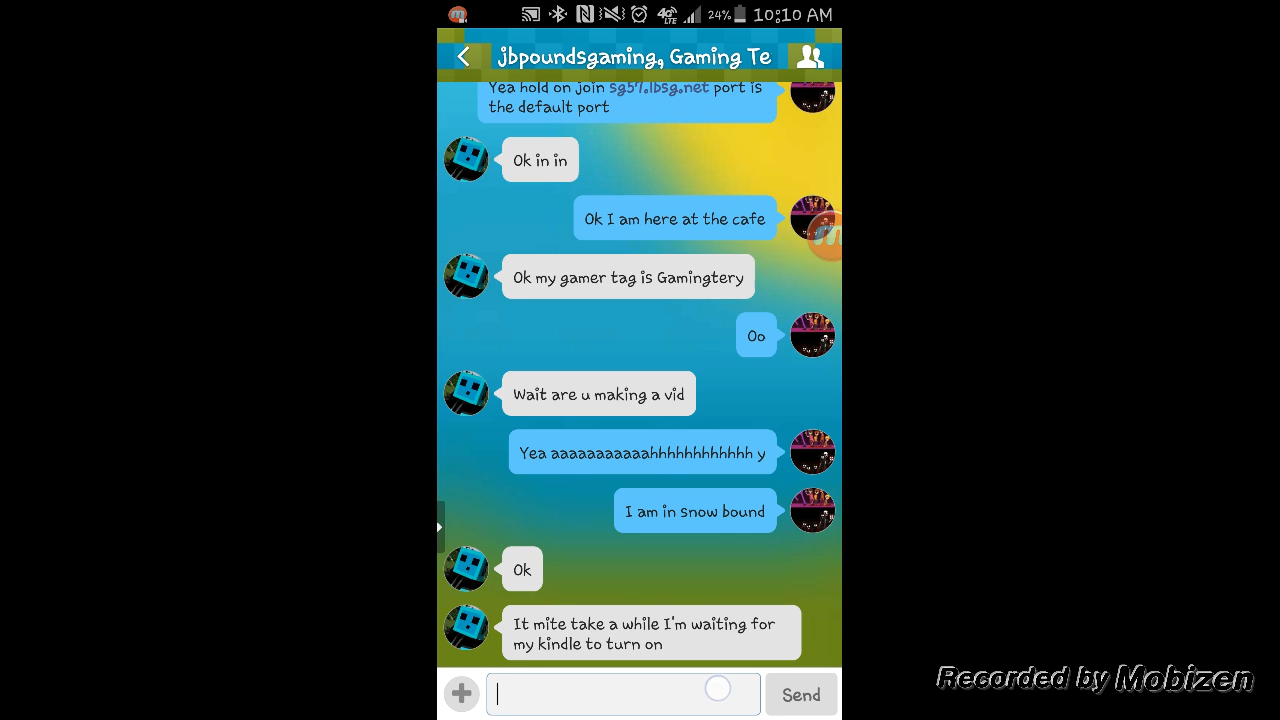 4G LTE 24% 10:10 AM
jbpoundsgaming, Gaming Te
Yea hold on join sg57.lbsg.net port is
the default port
Ok in in
Ok I am here at the cafe
Ok my gamer tag is Gamingtery
Oo
Wait are u making a vid
Yea aaaaaaaaaaahhhhhhhhhhhh y
I am in snow bound
Ok
It mite take a while I'm waiting for
my kindle to turn on
Send
Recorded by Mobizen